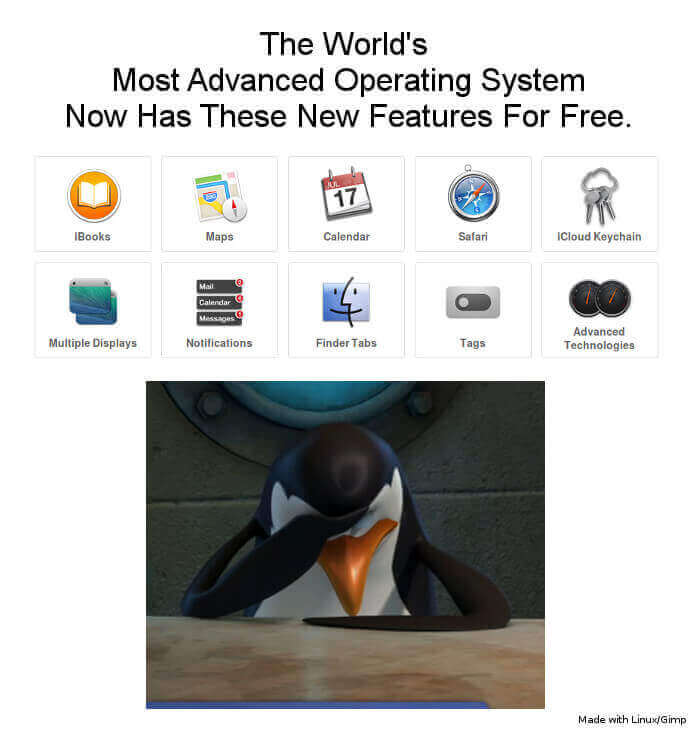 The World's
Most Advanced Operating System
Now Has These New Features For Free.
JUL
17
iBooks
Maps
Calendar
Safari
iCloud Keychain
Mail
Calendar
Messages
Multiple Displays
Notifications
Finder Tabs
Tags
Advanced
Technologies
Made with Linux/Gimp